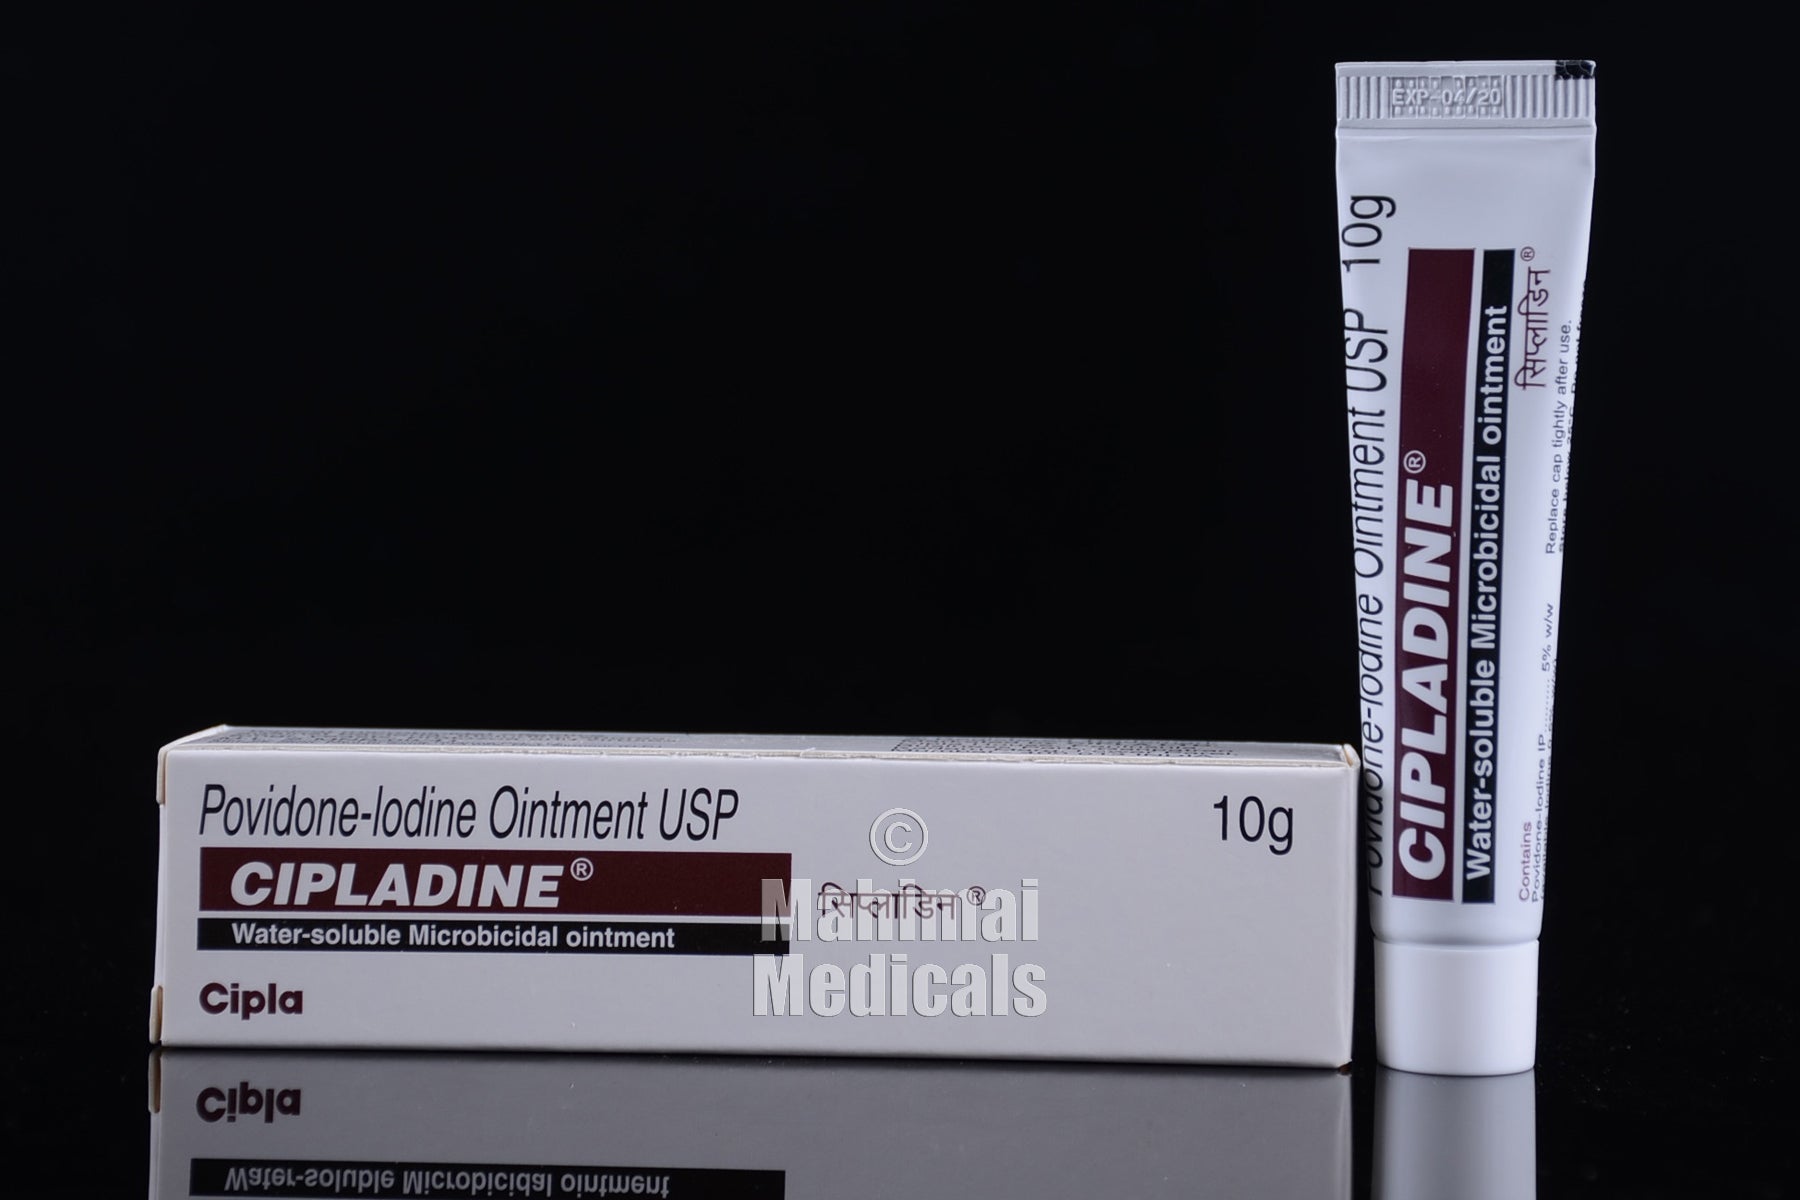 Povidone-Iodine Ointment USP
10g
CIPLADINE®
Water-soluble Microbicidal ointment
सिप्लाडिन®
Cipla
©
Mahimai
Medicals
EXP-04/20
Povidone-Iodine Ointment USP 10g
CIPLADINE®
Water-soluble Microbicidal ointment
सिप्लाडिन®
Contains
Povidone-Iodine IP........ 5% w/w
Replace cap tightly after use.
Cipla
Water-soluble Microbicidal ointment